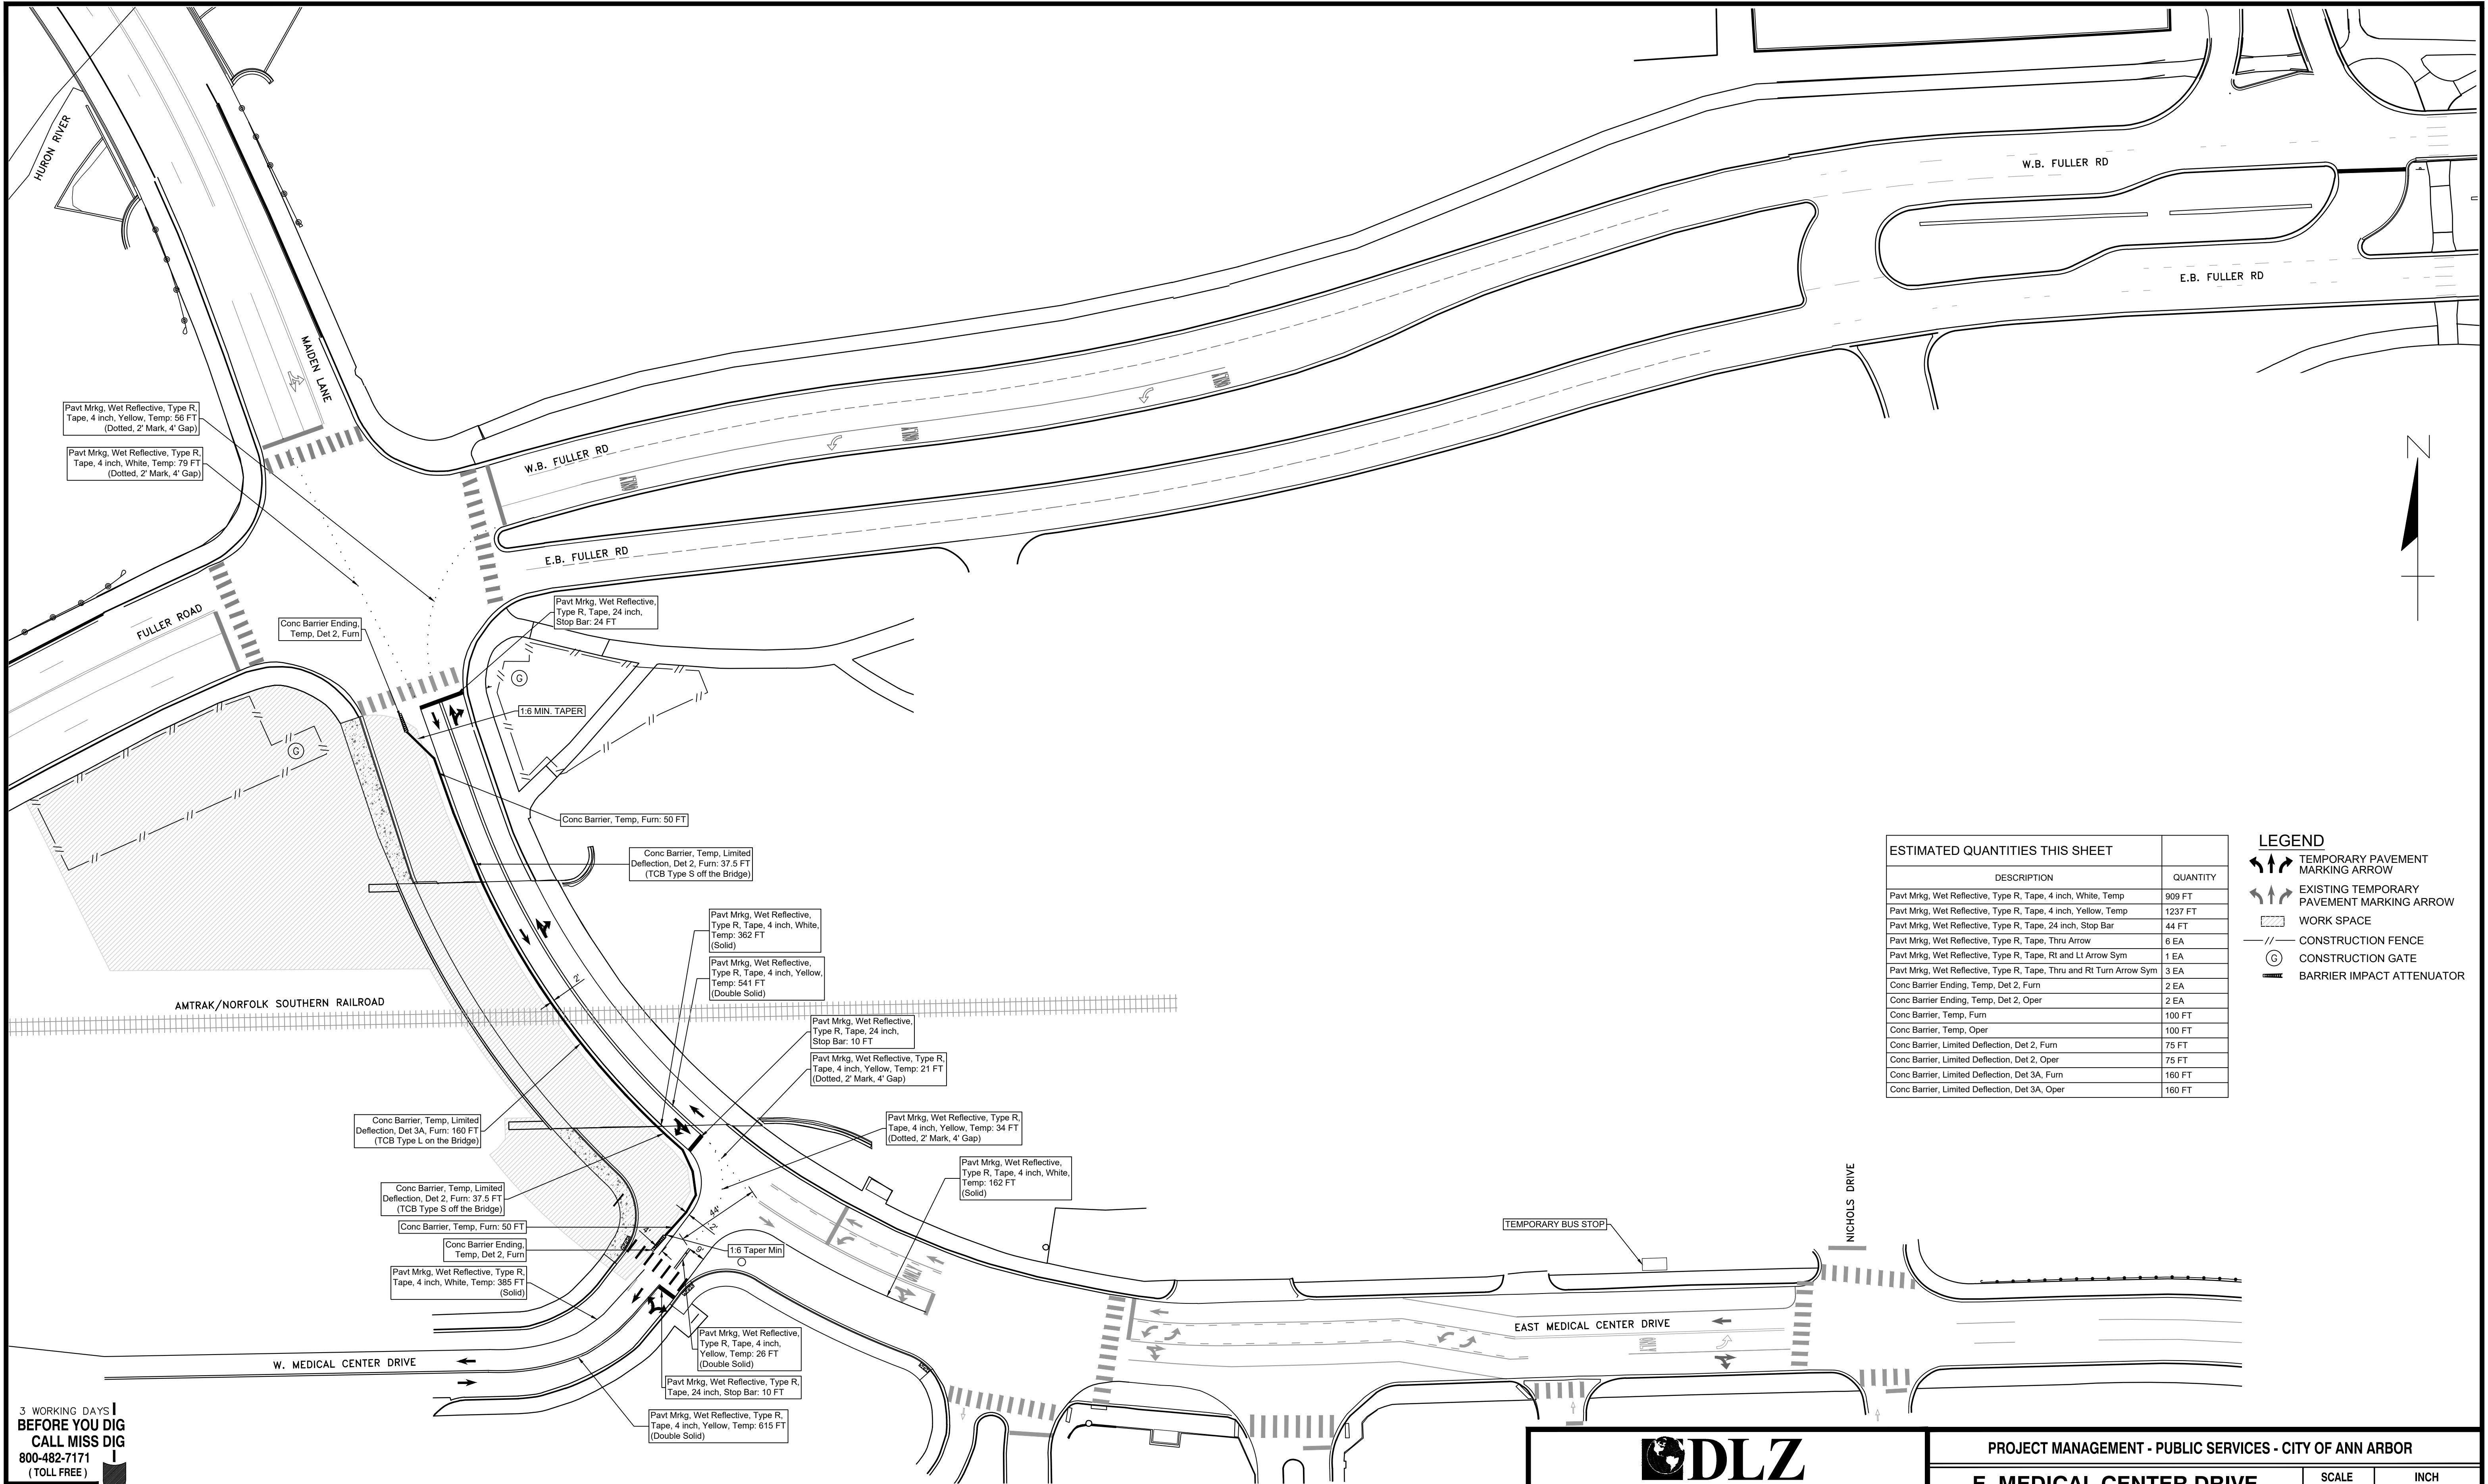 HURON RIVER
MAIDEN LANE
W.B. FULLER RD
E.B. FULLER RD
Pavt Mrkg, Wet Reflective, Type R,
Tape, 4 inch, Yellow, Temp: 56 FT
(Dotted, 2' Mark, 4' Gap)
Pavt Mrkg, Wet Reflective, Type R,
Tape, 4 inch, White, Temp: 79 FT
(Dotted, 2' Mark, 4' Gap)
W.B. FULLER RD
E.B. FULLER RD
N
FULLER ROAD
Conc Barrier Ending,
Temp, Det 2, Furn
Pavt Mrkg, Wet Reflective,
Type R, Tape, 24 inch,
Stop Bar: 24 FT
G
1:6 MIN. TAPER
G
Conc Barrier, Temp, Furn: 50 FT
Conc Barrier, Temp, Limited
Deflection, Det 2, Furn: 37.5 FT
(TCB Type S off the Bridge)
Pavt Mrkg, Wet Reflective,
Type R, Tape, 4 inch, White,
Temp: 362 FT
(Solid)
Pavt Mrkg, Wet Reflective,
Type R, Tape, 4 inch, Yellow,
Temp: 541 FT
(Double Solid)
2'
AMTRAK/NORFOLK SOUTHERN RAILROAD
Pavt Mrkg, Wet Reflective,
Type R, Tape, 24 inch,
Stop Bar: 10 FT
Pavt Mrkg, Wet Reflective, Type R,
Tape, 4 inch, Yellow, Temp: 21 FT
(Dotted, 2' Mark, 4' Gap)
Conc Barrier, Temp, Limited
Deflection, Det 3A, Furn: 160 FT
(TCB Type L on the Bridge)
Pavt Mrkg, Wet Reflective, Type R,
Tape, 4 inch, Yellow, Temp: 34 FT
(Dotted, 2' Mark, 4' Gap)
Pavt Mrkg, Wet Reflective,
Type R, Tape, 4 inch, White,
Temp: 162 FT
(Solid)
Conc Barrier, Temp, Limited
Deflection, Det 2, Furn: 37.5 FT
(TCB Type S off the Bridge)
Conc Barrier, Temp, Furn: 50 FT
Conc Barrier Ending,
Temp, Det 2, Furn
Pavt Mrkg, Wet Reflective, Type R,
Tape, 4 inch, White, Temp: 385 FT
(Solid)
44'
2'
4'
1:6 Taper Min
Pavt Mrkg, Wet Reflective,
Type R, Tape, 4 inch,
Yellow, Temp: 26 FT
(Double Solid)
Pavt Mrkg, Wet Reflective, Type R,
Tape, 24 inch, Stop Bar: 10 FT
Pavt Mrkg, Wet Reflective, Type R,
Tape, 4 inch, Yellow, Temp: 615 FT
(Double Solid)
W. MEDICAL CENTER DRIVE
TEMPORARY BUS STOP
NICHOLS DRIVE
EAST MEDICAL CENTER DRIVE
ESTIMATED QUANTITIES THIS SHEET
DESCRIPTION QUANTITY
Pavt Mrkg, Wet Reflective, Type R, Tape, 4 inch, White, Temp 909 FT
Pavt Mrkg, Wet Reflective, Type R, Tape, 4 inch, Yellow, Temp 1237 FT
Pavt Mrkg, Wet Reflective, Type R, Tape, 24 inch, Stop Bar 44 FT
Pavt Mrkg, Wet Reflective, Type R, Tape, Thru Arrow 6 EA
Pavt Mrkg, Wet Reflective, Type R, Tape, Rt and Lt Arrow Sym 1 EA
Pavt Mrkg, Wet Reflective, Type R, Tape, Thru and Rt Turn Arrow Sym 3 EA
Conc Barrier Ending, Temp, Det 2, Furn 2 EA
Conc Barrier Ending, Temp, Det 2, Oper 2 EA
Conc Barrier, Temp, Furn 100 FT
Conc Barrier, Temp, Oper 100 FT
Conc Barrier, Limited Deflection, Det 2, Furn 75 FT
Conc Barrier, Limited Deflection, Det 2, Oper 75 FT
Conc Barrier, Limited Deflection, Det 3A, Furn 160 FT
Conc Barrier, Limited Deflection, Det 3A, Oper 160 FT
LEGEND
TEMPORARY PAVEMENT
MARKING ARROW
EXISTING TEMPORARY
PAVEMENT MARKING ARROW
WORK SPACE
CONSTRUCTION FENCE
G CONSTRUCTION GATE
BARRIER IMPACT ATTENUATOR
3 WORKING DAYS
BEFORE YOU DIG
CALL MISS DIG
800-482-7171
( TOLL FREE )
DLZ
PROJECT MANAGEMENT - PUBLIC SERVICES - CITY OF ANN ARBOR
E. MEDICAL CENTER DRIVE
SCALE
INCH